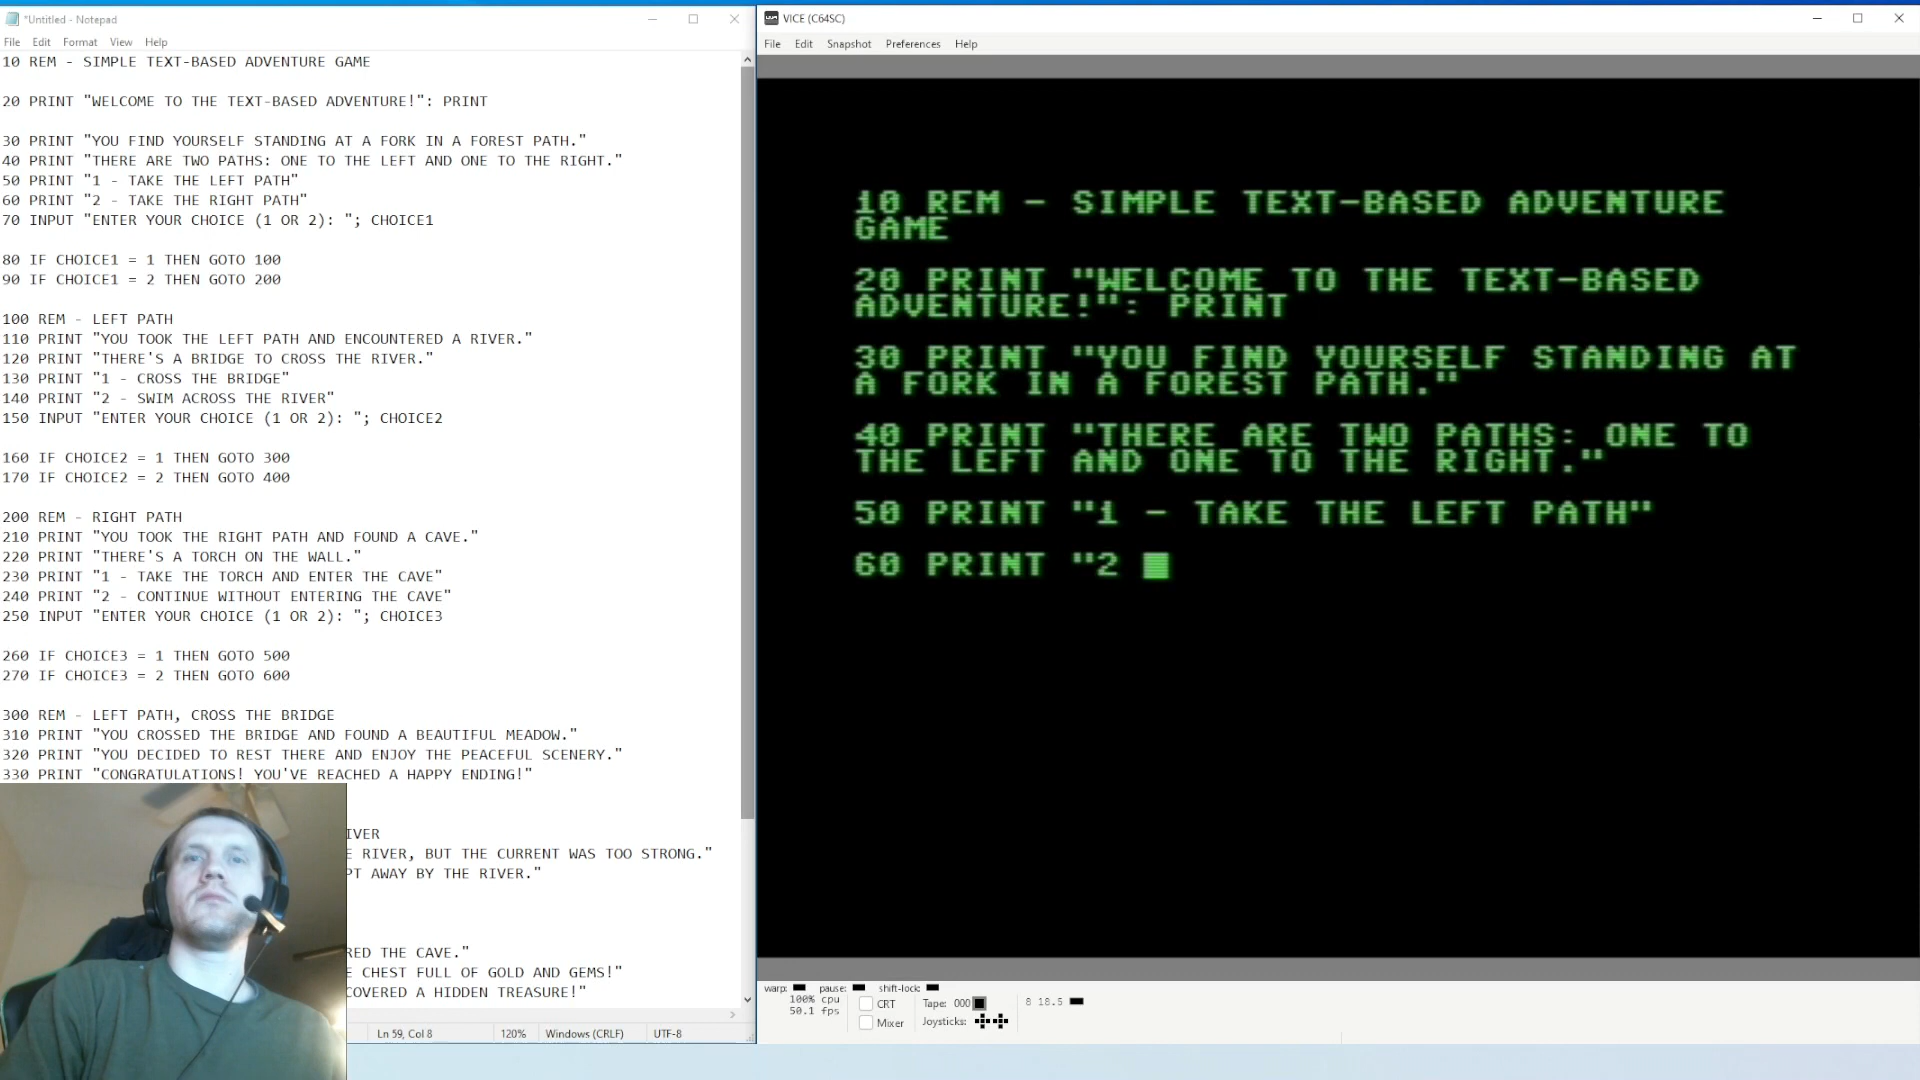 *Untitled - Notepad
File Edit Format View Help
10 REM - SIMPLE TEXT-BASED ADVENTURE GAME
20 PRINT "WELCOME TO THE TEXT-BASED ADVENTURE!": PRINT
30 PRINT "YOU FIND YOURSELF STANDING AT A FORK IN A FOREST PATH."
40 PRINT "THERE ARE TWO PATHS: ONE TO THE LEFT AND ONE TO THE RIGHT."
50 PRINT "1 - TAKE THE LEFT PATH"
60 PRINT "2 - TAKE THE RIGHT PATH"
70 INPUT "ENTER YOUR CHOICE (1 OR 2): "; CHOICE1
80 IF CHOICE1 = 1 THEN GOTO 100
90 IF CHOICE1 = 2 THEN GOTO 200
100 REM - LEFT PATH
110 PRINT "YOU TOOK THE LEFT PATH AND ENCOUNTERED A RIVER."
120 PRINT "THERE'S A BRIDGE TO CROSS THE RIVER."
130 PRINT "1 - CROSS THE BRIDGE"
140 PRINT "2 - SWIM ACROSS THE RIVER"
150 INPUT "ENTER YOUR CHOICE (1 OR 2): "; CHOICE2
160 IF CHOICE2 = 1 THEN GOTO 300
170 IF CHOICE2 = 2 THEN GOTO 400
200 REM - RIGHT PATH
210 PRINT "YOU TOOK THE RIGHT PATH AND FOUND A CAVE."
220 PRINT "THERE'S A TORCH ON THE WALL."
230 PRINT "1 - TAKE THE TORCH AND ENTER THE CAVE"
240 PRINT "2 - CONTINUE WITHOUT ENTERING THE CAVE"
250 INPUT "ENTER YOUR CHOICE (1 OR 2): "; CHOICE3
260 IF CHOICE3 = 1 THEN GOTO 500
270 IF CHOICE3 = 2 THEN GOTO 600
300 REM - LEFT PATH, CROSS THE BRIDGE
310 PRINT "YOU CROSSED THE BRIDGE AND FOUND A BEAUTIFUL MEADOW."
320 PRINT "YOU DECIDED TO REST THERE AND ENJOY THE PEACEFUL SCENERY."
330 PRINT "CONGRATULATIONS! YOU'VE REACHED A HAPPY ENDING!"
IVER
E RIVER, BUT THE CURRENT WAS TOO STRONG."
PT AWAY BY THE RIVER."
RED THE CAVE."
E CHEST FULL OF GOLD AND GEMS!"
COVERED A HIDDEN TREASURE!"
Ln 59, Col 8 120% Windows (CRLF) UTF-8
VICE (C64SC)
File Edit Snapshot Preferences Help
10 REM - SIMPLE TEXT-BASED ADVENTURE
GAME
20 PRINT "WELCOME TO THE TEXT-BASED
ADVENTURE!": PRINT
30 PRINT "YOU FIND YOURSELF STANDING AT
A FORK IN A FOREST PATH."
40 PRINT "THERE ARE TWO PATHS: ONE TO
THE LEFT AND ONE TO THE RIGHT."
50 PRINT "1 - TAKE THE LEFT PATH"
60 PRINT "2
warp: pause: shift-lock:
100% cpu
50.1 fps
CRT
Mixer
Tape: 000
Joysticks:
8 18.5